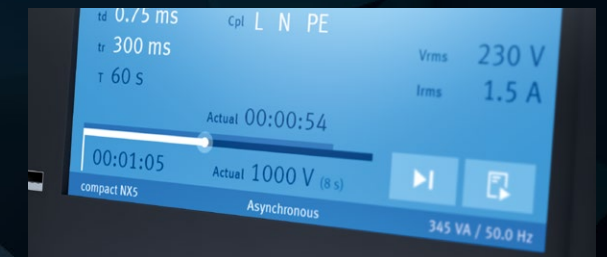 td 0.75 ms
Cpl L N PE
tr 300 ms
T 60 s
Vrms 230 V
Irms 1.5 A
Actual 00:00:54
00:01:05
Actual 1000 V (8 s)
compact NX5
Asynchronous
345 VA / 50.0 Hz